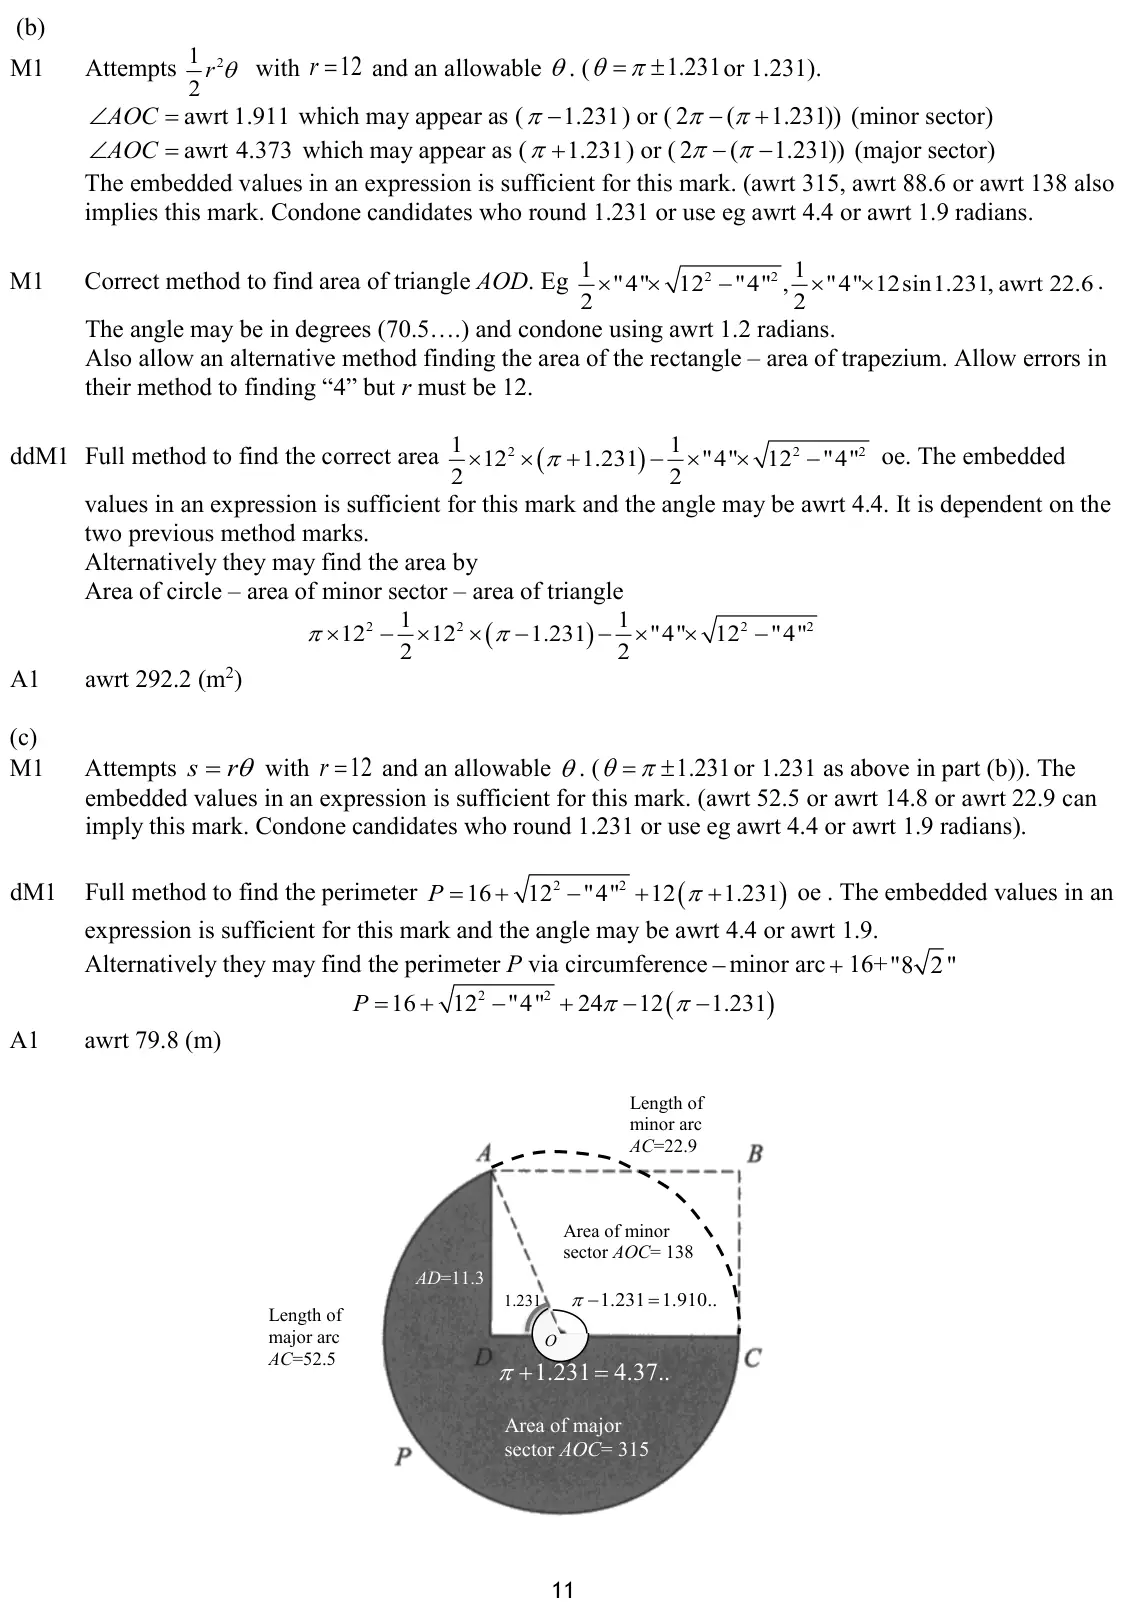 (b)
M1 Attempts 1/2 r²θ with r = 12 and an allowable θ. (θ = π ± 1.231 or 1.231).
∠AOC = awrt 1.911 which may appear as (π − 1.231) or (2π − (π + 1.231)) (minor sector)
∠AOC = awrt 4.373 which may appear as (π + 1.231) or (2π − (π − 1.231)) (major sector)
The embedded values in an expression is sufficient for this mark. (awrt 315, awrt 88.6 or awrt 138 also
implies this mark. Condone candidates who round 1.231 or use eg awrt 4.4 or awrt 1.9 radians.
M1 Correct method to find area of triangle AOD. Eg 1/2 × "4" × √(12² − "4"²), 1/2 × "4" × 12 sin 1.231, awrt 22.6.
The angle may be in degrees (70.5….) and condone using awrt 1.2 radians.
Also allow an alternative method finding the area of the rectangle – area of trapezium. Allow errors in
their method to finding “4” but r must be 12.
ddM1 Full method to find the correct area 1/2 × 12² × (π + 1.231) − 1/2 × "4" × √(12² − "4"²) oe. The embedded
values in an expression is sufficient for this mark and the angle may be awrt 4.4. It is dependent on the
two previous method marks.
Alternatively they may find the area by
Area of circle – area of minor sector – area of triangle
π × 12² − 1/2 × 12² × (π − 1.231) − 1/2 × "4" × √(12² − "4"²)
A1 awrt 292.2 (m²)
(c)
M1 Attempts s = rθ with r = 12 and an allowable θ. (θ = π ± 1.231 or 1.231 as above in part (b)). The
embedded values in an expression is sufficient for this mark. (awrt 52.5 or awrt 14.8 or awrt 22.9 can
imply this mark. Condone candidates who round 1.231 or use eg awrt 4.4 or awrt 1.9 radians).
dM1 Full method to find the perimeter P = 16 + √(12² − "4"²) + 12(π + 1.231) oe . The embedded values in an
expression is sufficient for this mark and the angle may be awrt 4.4 or awrt 1.9.
Alternatively they may find the perimeter P via circumference − minor arc + 16+"8√2"
P = 16 + √(12² − "4"²) + 24π − 12(π − 1.231)
A1 awrt 79.8 (m)
Length of
minor arc
AC=22.9
A
B
Area of minor
sector AOC= 138
AD=11.3
1.231
π − 1.231 = 1.910..
Length of
major arc
AC=52.5
O
D
C
π + 1.231 = 4.37..
Area of major
sector AOC= 315
P
11